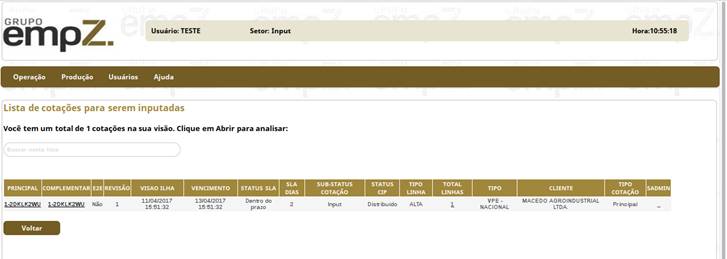 GRUPO
empZ.
Usuário: TESTE Setor: Input Hora:10:55:18
Operação Produção Usuários Ajuda
Lista de cotações para serem inputadas
Você tem um total de 1 cotações na sua visão. Clique em Abrir para analisar:
Buscar nesta lista
PRINCIPAL COMPLEMENTAR EJE REVISÃO VISAO ILHA VENCIMENTO STATUS SLA SLA DIAS SUB-STATUS COTAÇÃO STATUS CIP TIPO LINHA TOTAL LINHAS TIPO CLIENTE TIPO COTAÇÃO SADMIN
1-2OKLK2WU 1-2OKLK2WU Não 1 11/04/2017 15:51:32 13/04/2017 15:51:32 Dentro do prazo 2 Input Distribuido ALTA 1 VPE - NACIONAL MACEDO AGROINDUSTRIAL LTDA. Principal _
Voltar